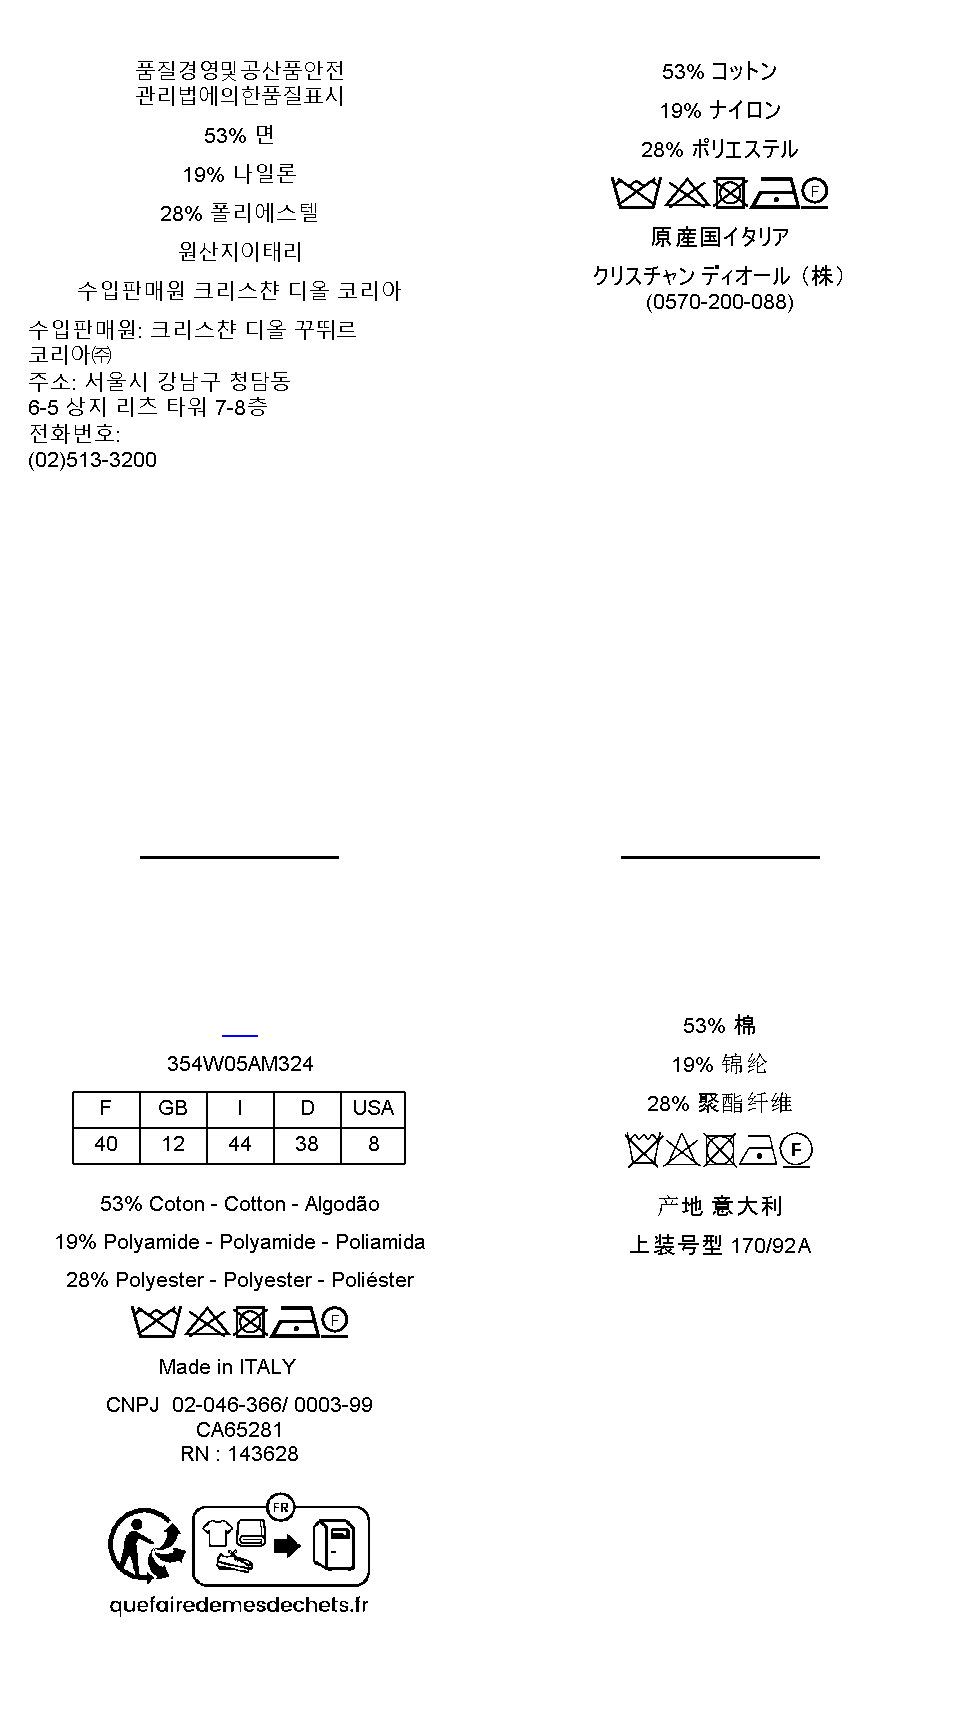 품질경영및공산품안전
관리법에의한품질표시
53% 면
19% 나일론
28% 폴리에스텔
원산지이태리
수입판매원 크리스챤 디올 코리아
수입판매원: 크리스챤 디올 꾸뛰르
코리아㈜
주소: 서울시 강남구 청담동
6-5 상지 리츠 타워 7-8층
전화번호:
(02)513-3200
53% コットン
19% ナイロン
28% ポリエステル
F
原産国イタリア
クリスチャン ディオール（株）
(0570-200-088)
354W05AM324
F GB I D USA
40 12 44 38 8
53% Coton - Cotton - Algodão
19% Polyamide - Polyamide - Poliamida
28% Polyester - Polyester - Poliéster
F
Made in ITALY
CNPJ 02-046-366/ 0003-99
CA65281
RN : 143628
FR
quefairedemesdechets.fr
53% 棉
19% 锦纶
28% 聚酯纤维
F
产地 意大利
上装号型 170/92A